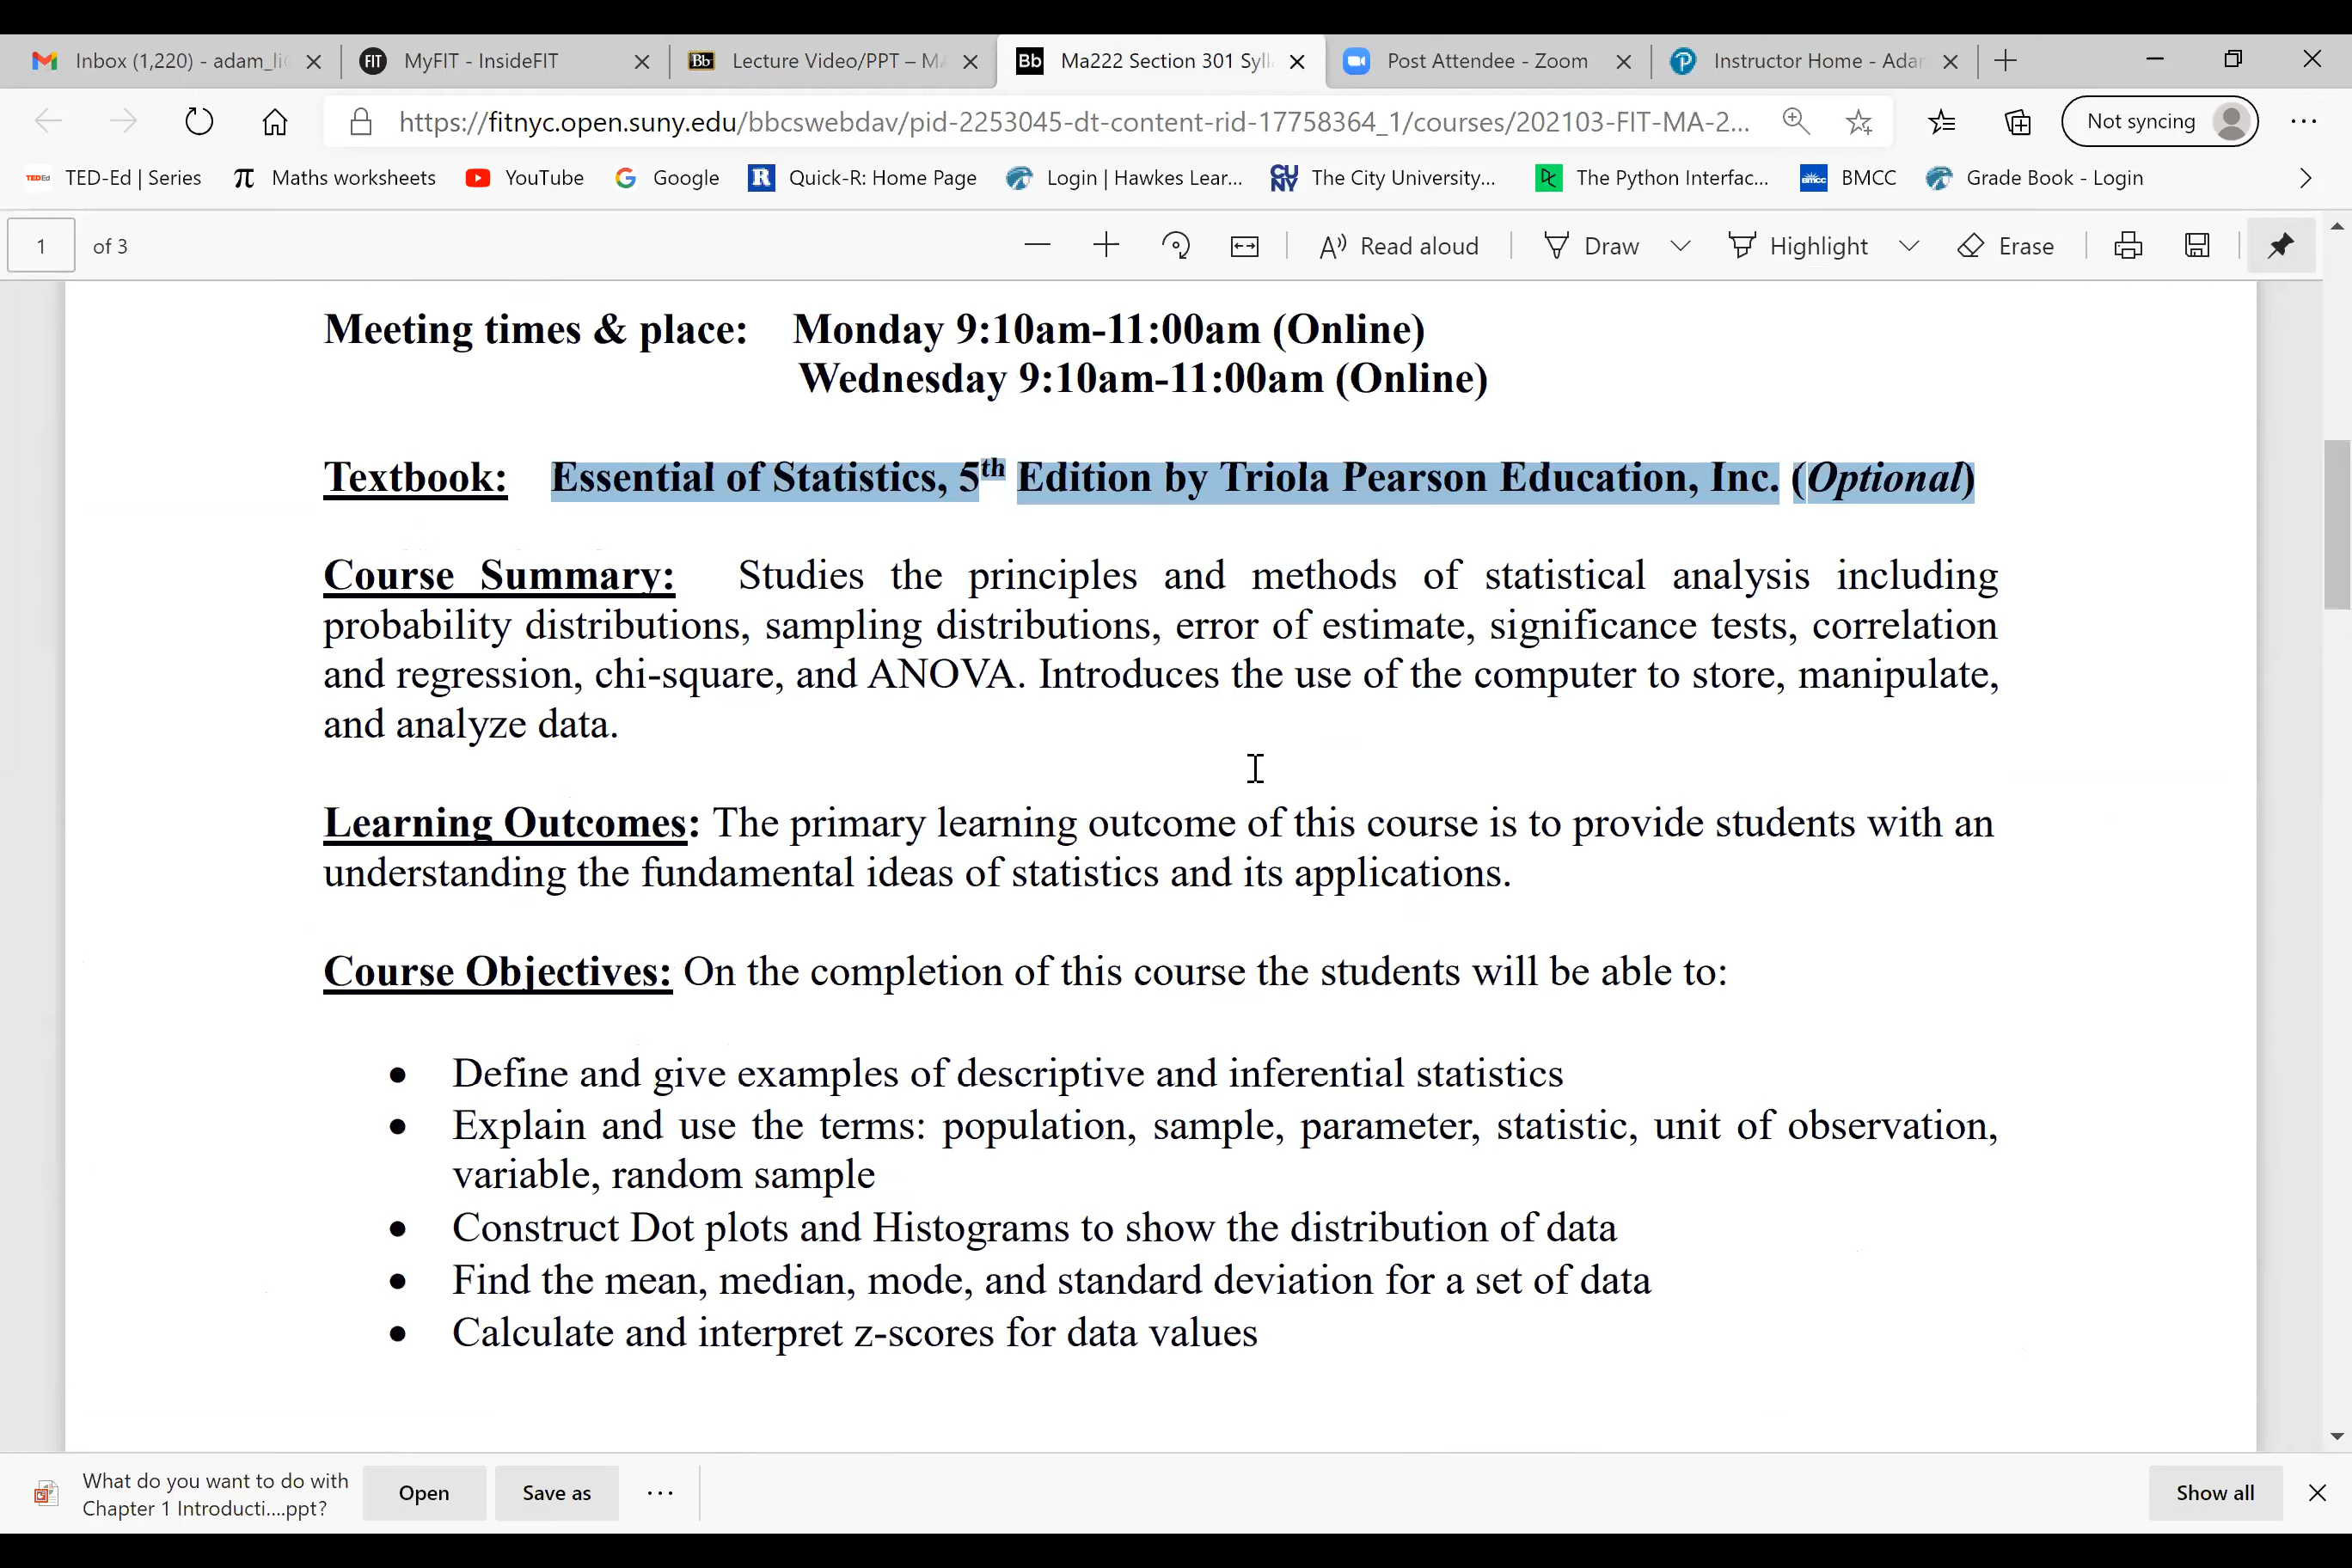 Inbox (1,220) - adam_li
FIT MyFIT - InsideFIT
Bb Lecture Video/PPT – MA
Bb Ma222 Section 301 Syll
Post Attendee - Zoom
Instructor Home - Adar
https://fitnyc.open.suny.edu/bbcswebdav/pid-2253045-dt-content-rid-17758364_1/courses/202103-FIT-MA-2...
Not syncing
TED-Ed | Series
Maths worksheets
YouTube
Google
Quick-R: Home Page
Login | Hawkes Lear...
The City University...
The Python Interfac...
BMCC
Grade Book - Login
1 of 3
Read aloud
Draw
Highlight
Erase
Meeting times & place: Monday 9:10am-11:00am (Online)
Wednesday 9:10am-11:00am (Online)
Textbook: Essential of Statistics, 5th Edition by Triola Pearson Education, Inc. (Optional)
Course Summary: Studies the principles and methods of statistical analysis including
probability distributions, sampling distributions, error of estimate, significance tests, correlation
and regression, chi-square, and ANOVA. Introduces the use of the computer to store, manipulate,
and analyze data.
Learning Outcomes: The primary learning outcome of this course is to provide students with an
understanding the fundamental ideas of statistics and its applications.
Course Objectives: On the completion of this course the students will be able to:
• Define and give examples of descriptive and inferential statistics
• Explain and use the terms: population, sample, parameter, statistic, unit of observation,
variable, random sample
• Construct Dot plots and Histograms to show the distribution of data
• Find the mean, median, mode, and standard deviation for a set of data
• Calculate and interpret z-scores for data values
What do you want to do with
Chapter 1 Introducti....ppt?
Open
Save as
Show all